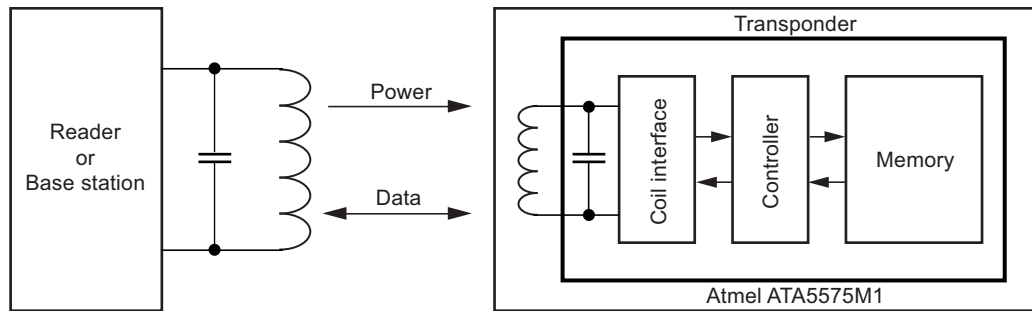 Reader
or
Base station
Power
Data
Transponder
Coil interface
Controller
Memory
Atmel ATA5575M1